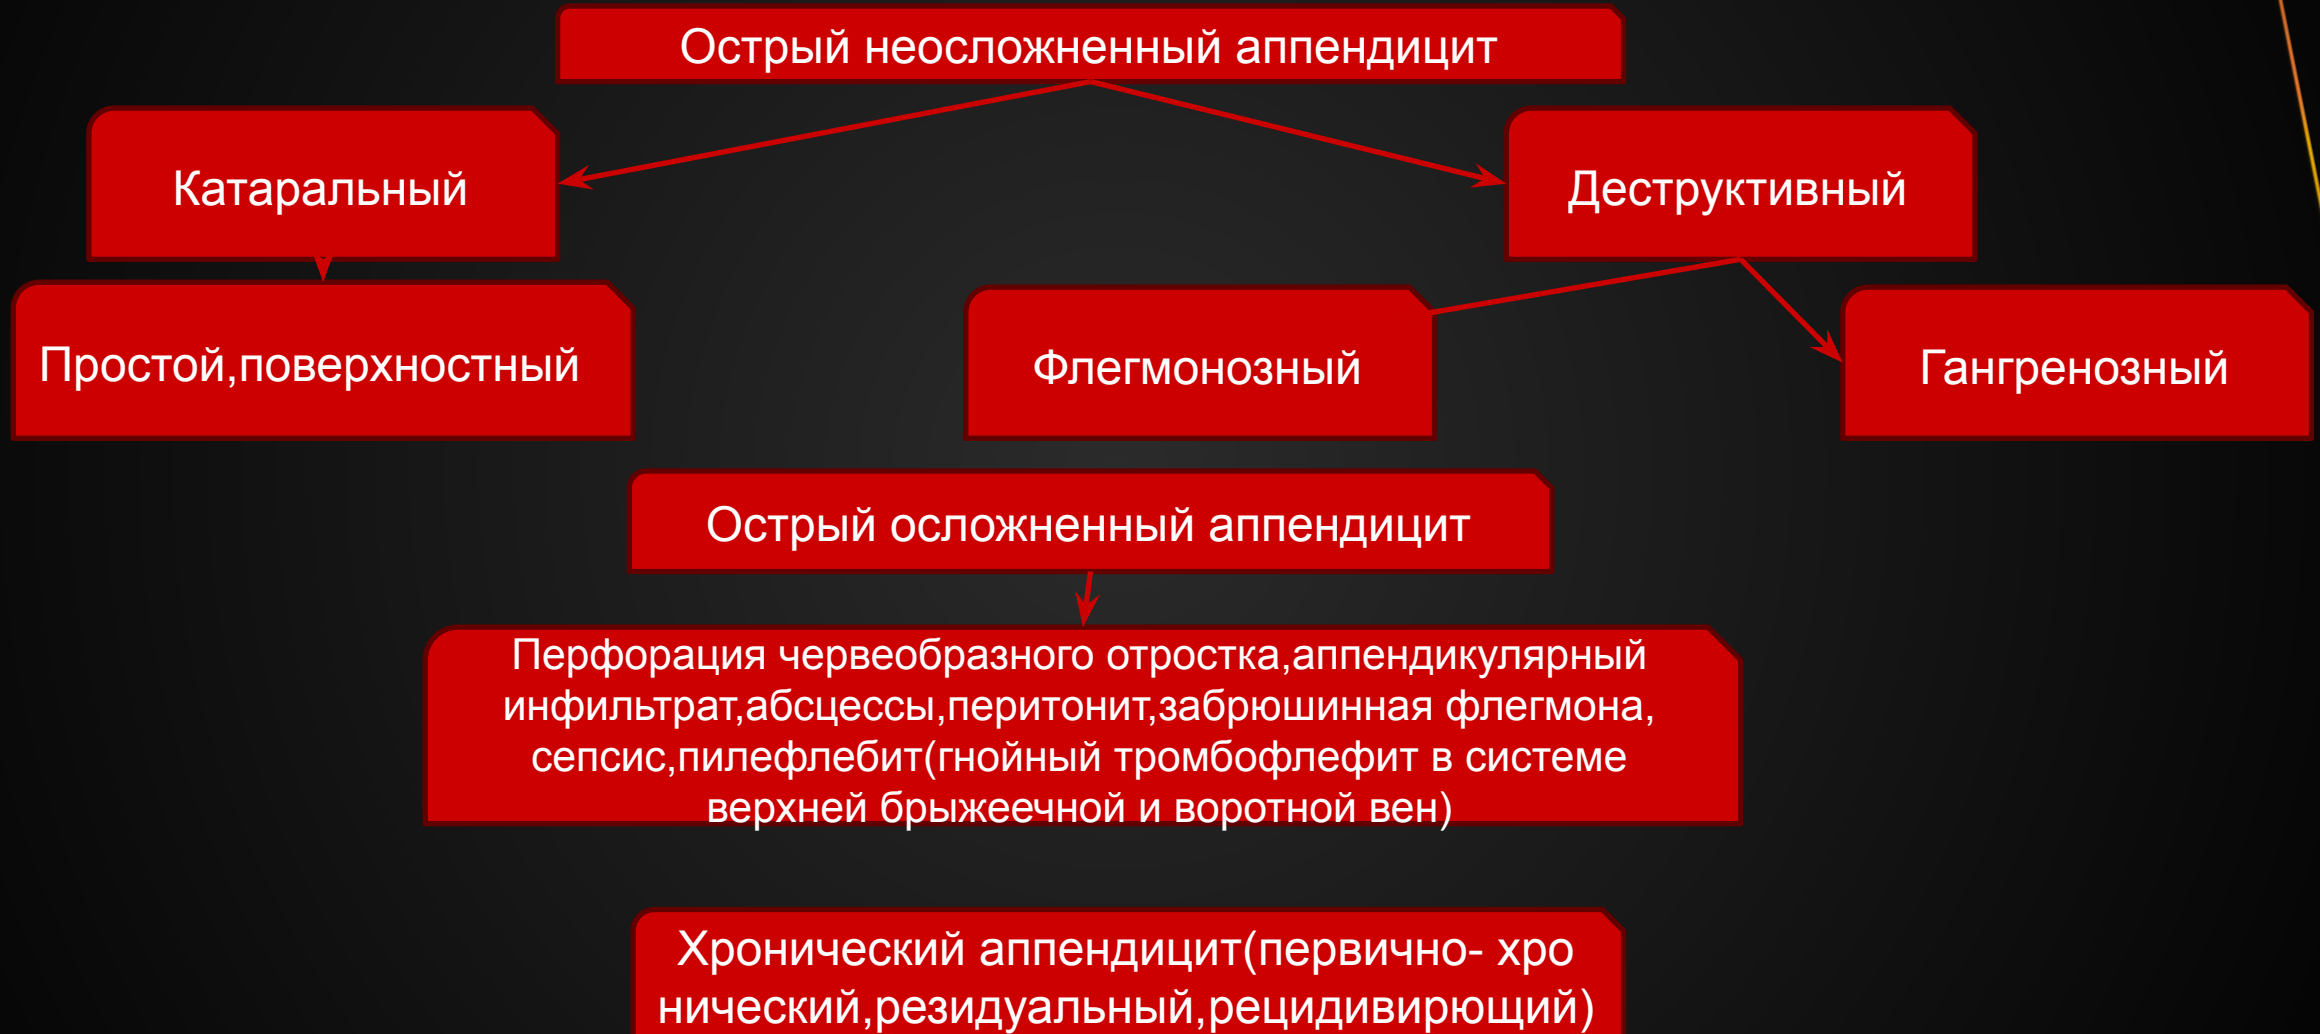 Острый неосложненный аппендицит
Катаральный
Деструктивный
Простой,поверхностный
Флегмонозный
Гангренозный
Острый осложненный аппендицит
Перфорация червеобразного отростка,аппендикулярный
инфильтрат,абсцессы,перитонит,забрюшинная флегмона,
сепсис,пилефлебит(гнойный тромбофлефит в системе
верхней брыжеечной и воротной вен)
Хронический аппендицит(первично- хро
нический,резидуальный,рецидивирющий)